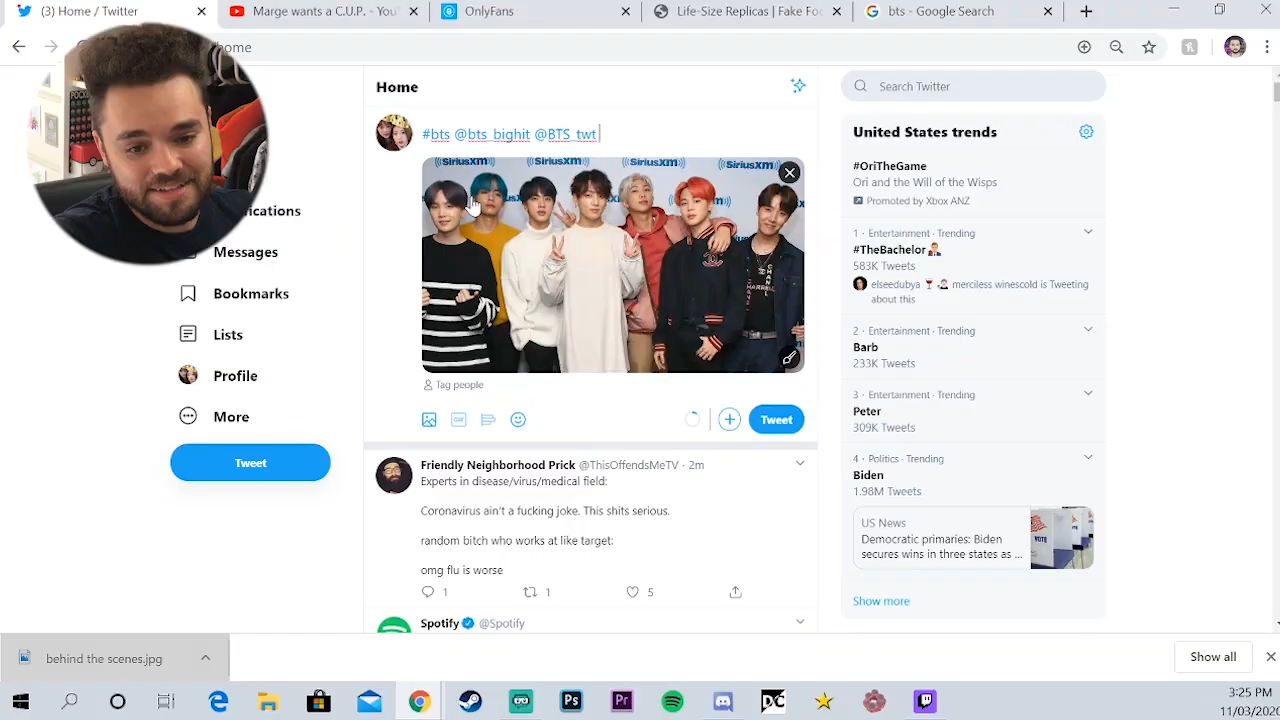 (3) Home / Twitter
Marge wants a C.U.P. - You
OnlyFans
Life-Size Replicas | Fake Food
bts - Google Search
home
Home
Search Twitter
#bts @bts_bighit @BTS_twt
United States trends
#OriTheGame
Ori and the Will of the Wisps
Promoted by Xbox ANZ
((SiriusXM))
((SiriusXM))
((SiriusXM))
((SiriusXM
CHANEL
Messages
Bookmarks
Lists
Profile
More
Tweet
1 · Entertainment · Trending
#TheBachelor
583K Tweets
elseedubya merciless winescold is Tweeting
about this
2 · Entertainment · Trending
Barb
233K Tweets
Tag people
GIF
Tweet
3 · Entertainment · Trending
Peter
309K Tweets
4 · Politics · Trending
Biden
1.98M Tweets
US News
Democratic primaries: Biden
secures wins in three states as ...
VOTE
Show more
Friendly Neighborhood Prick @ThisOffendsMeTV · 2m
Experts in disease/virus/medical field:
Coronavirus ain't a fucking joke. This shits serious.
random bitch who works at like target:
omg flu is worse
1
1
5
Spotify @Spotify
behind the scenes.jpg
Show all
Ps
Pr
DC
3:25 PM
11/03/2020